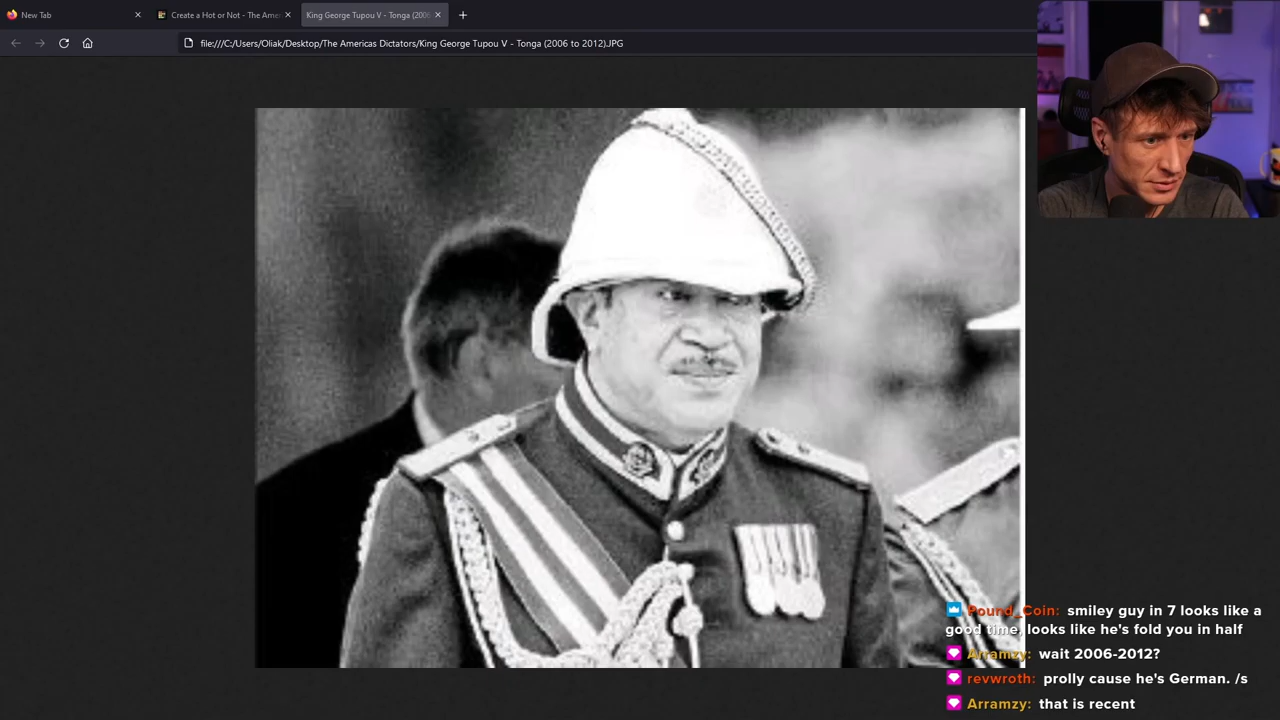 New Tab
Create a Hot or Not - The Ame
King George Tupou V - Tonga (2006
file:///C:/Users/Oliak/Desktop/The Americas Dictators/King George Tupou V - Tonga (2006 to 2012).JPG
Pound_Coin: smiley guy in 7 looks like a
good time, looks like he's fold you in half
Arramzy: wait 2006-2012?
revwroth: prolly cause he's German. /s
Arramzy: that is recent